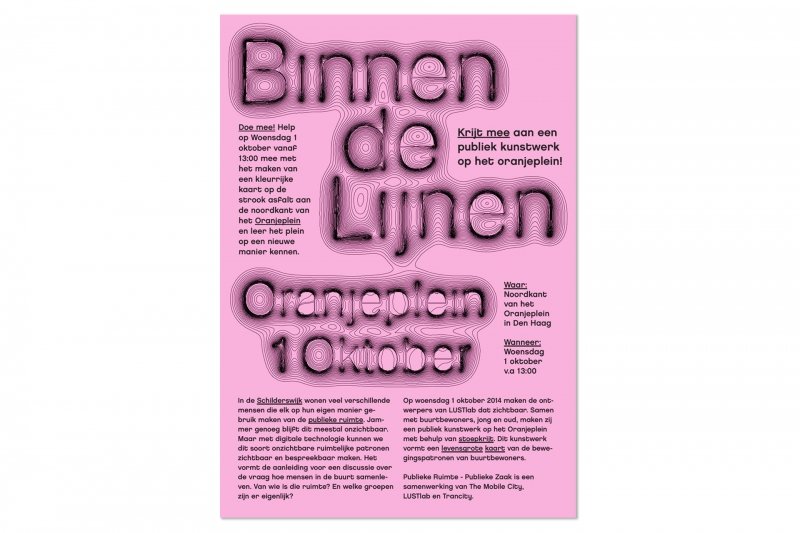 Binnen
de
Lijnen
Doe mee! Help
op Woensdag 1
oktober vanaf
13:00 mee met
het maken van
een kleurrijke
kaart op de
strook asfalt aan
de noordkant van
het Oranjeplein
en leer het plein
op een nieuwe
manier kennen.
Krijt mee aan een
publiek kunstwerk
op het oranjeplein!
Oranjeplein
1 Oktober
Waar:
Noordkant
van het
Oranjeplein
in Den Haag
Wanneer:
Woensdag
1 oktober
v.a 13:00
In de Schilderswijk wonen veel verschillende
mensen die elk op hun eigen manier ge-
bruik maken van de publieke ruimte. Jam-
mer genoeg blijft dit meestal onzichtbaar.
Maar met digitale technologie kunnen we
dit soort onzichtbare ruimtelijke patronen
zichtbaar en bespreekbaar maken. Het
vormt de aanleiding voor een discussie over
de vraag hoe mensen in de buurt samenle-
ven. Van wie is die ruimte? En welke groepen
zijn er eigenlijk?
Op woensdag 1 oktober 2014 maken de ont-
werpers van LUSTlab dat zichtbaar. Samen
met buurtbewoners, jong en oud, maken zij
een publiek kunstwerk op het Oranjeplein
met behulp van stoepkrijt. Dit kunstwerk
vormt een levensgrote kaart van de bewe-
gingspatronen van buurtbewoners.
Publieke Ruimte - Publieke Zaak is een
samenwerking van The Mobile City,
LUSTlab en Trancity.